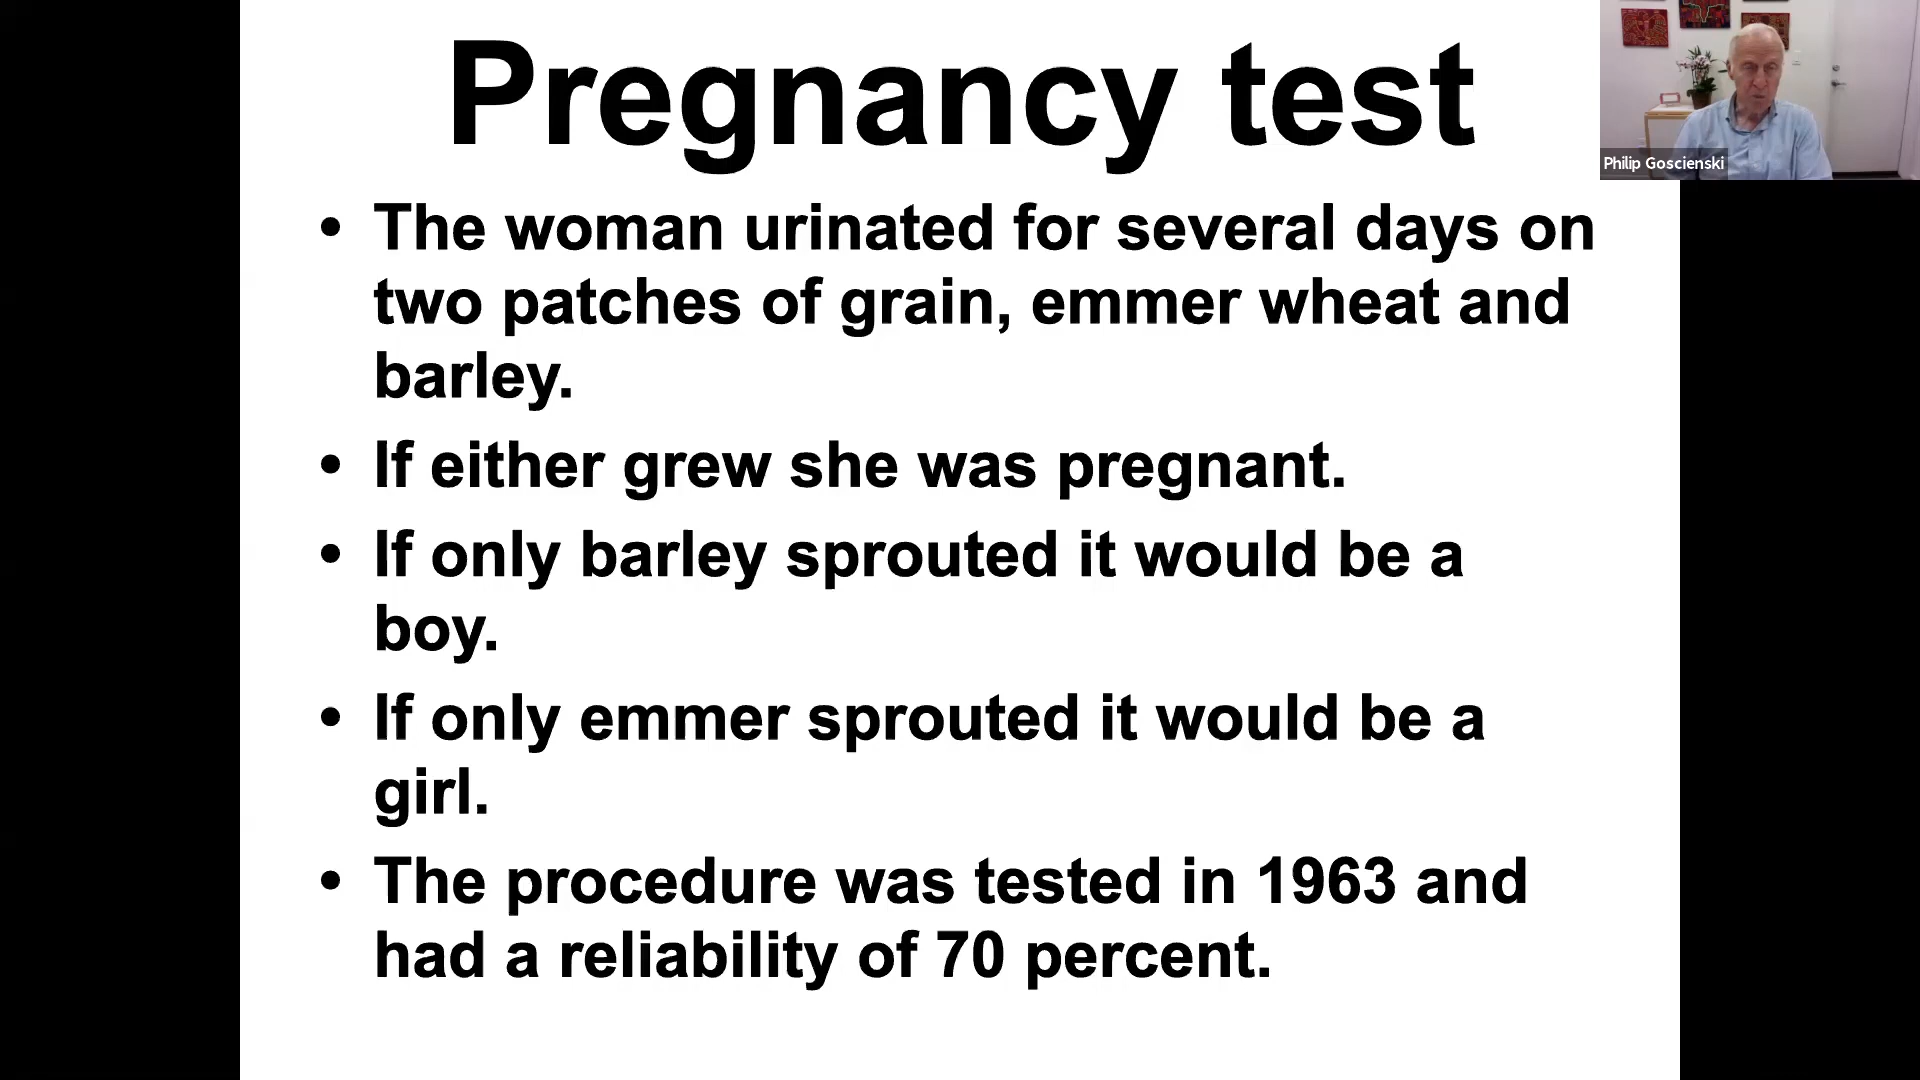 Pregnancy test
Philip Goscienski
• The woman urinated for several days on
two patches of grain, emmer wheat and
barley.
• If either grew she was pregnant.
• If only barley sprouted it would be a
boy.
• If only emmer sprouted it would be a
girl.
• The procedure was tested in 1963 and
had a reliability of 70 percent.